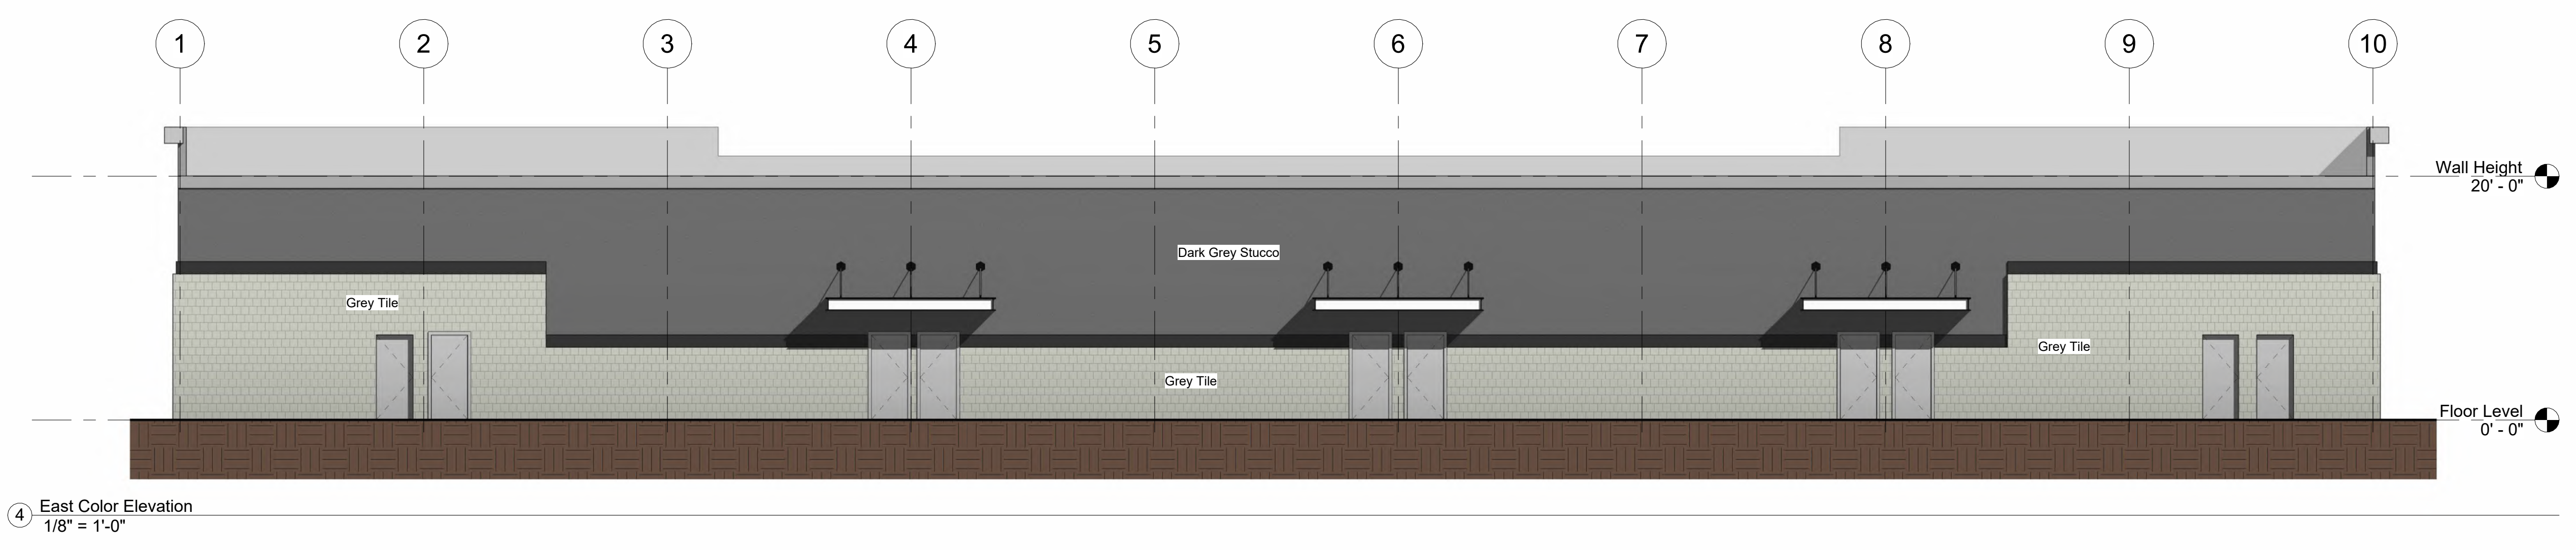 1 2 3 4 5 6 7 8 9 10
Wall Height
20' - 0"
Dark Grey Stucco
Grey Tile
Grey Tile
Grey Tile
Floor Level
0' - 0"
4 East Color Elevation
1/8" = 1'-0"